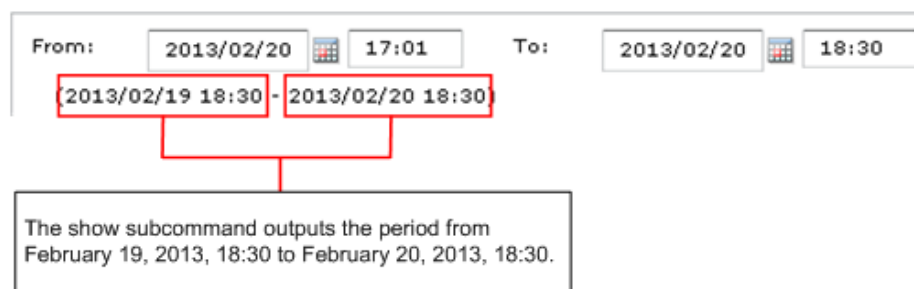 From: 2013/02/20 17:01 To: 2013/02/20 18:30
(2013/02/19 18:30 - 2013/02/20 18:30)
The show subcommand outputs the period from
February 19, 2013, 18:30 to February 20, 2013, 18:30.